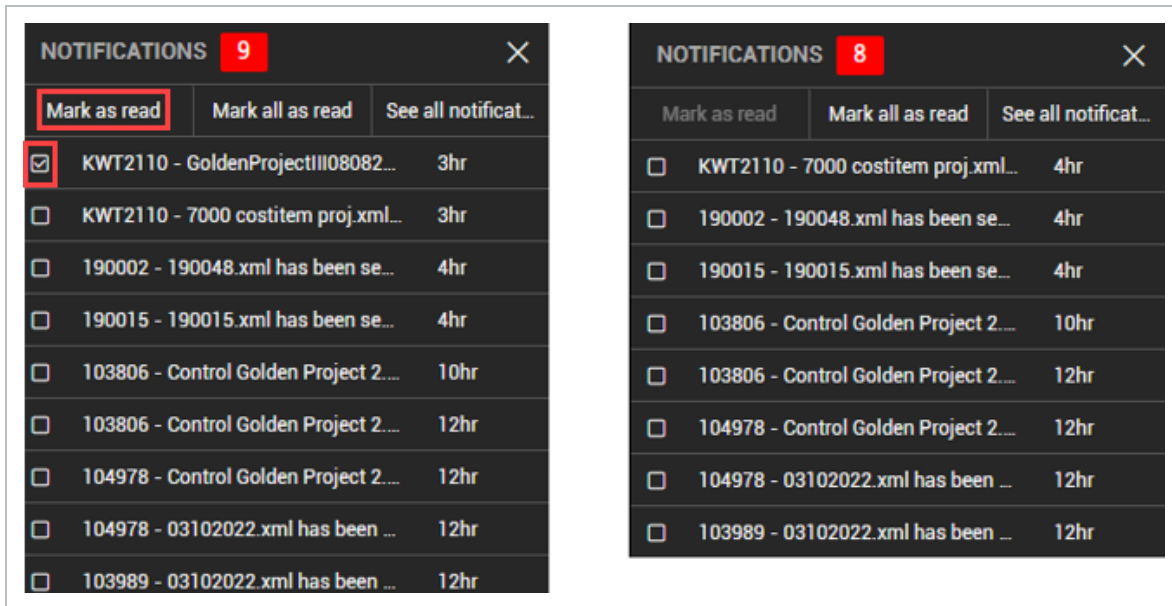 NOTIFICATIONS 9
Mark as read Mark all as read See all notificat...
KWT2110 - GoldenProjectIII08082... 3hr
KWT2110 - 7000 costitem proj.xml... 3hr
190002 - 190048.xml has been se... 4hr
190015 - 190015.xml has been se... 4hr
103806 - Control Golden Project 2.... 10hr
103806 - Control Golden Project 2.... 12hr
104978 - Control Golden Project 2.... 12hr
104978 - 03102022.xml has been ... 12hr
103989 - 03102022.xml has been ... 12hr
NOTIFICATIONS 8
Mark as read Mark all as read See all notificat...
KWT2110 - 7000 costitem proj.xml... 4hr
190002 - 190048.xml has been se... 4hr
190015 - 190015.xml has been se... 4hr
103806 - Control Golden Project 2.... 10hr
103806 - Control Golden Project 2.... 12hr
104978 - Control Golden Project 2.... 12hr
104978 - 03102022.xml has been ... 12hr
103989 - 03102022.xml has been ... 12hr